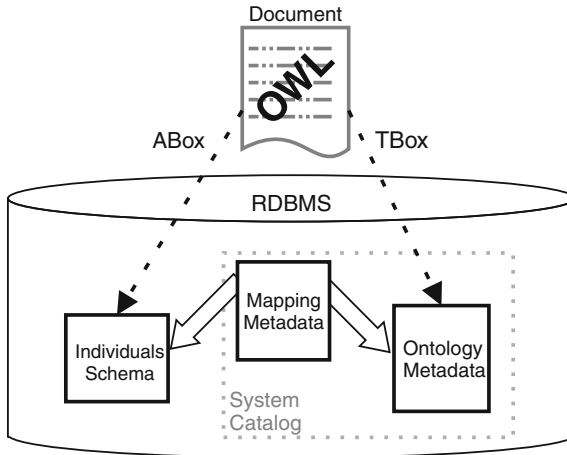 Document
OWL
ABox
TBox
RDBMS
Mapping
Metadata
Individuals
Schema
Ontology
Metadata
System
Catalog